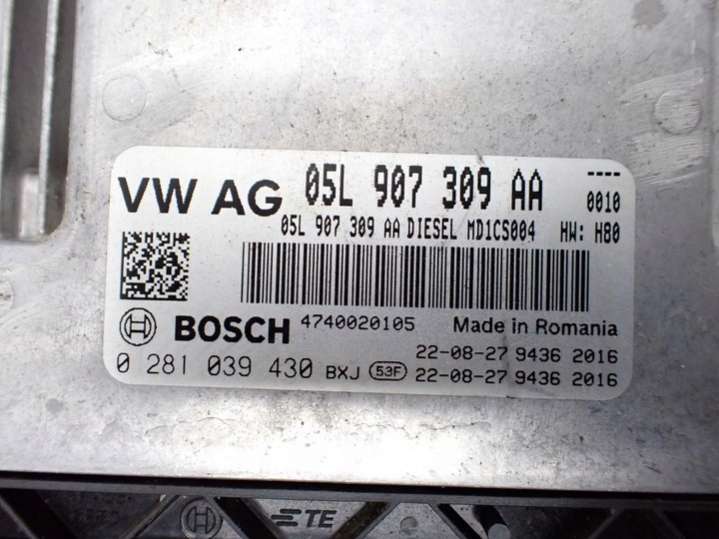 VW AG 05L 907 309 AA ----
0010
05L 907 309 AA DIESEL MD1CS004 HW: H80
BOSCH 4740020105 Made in Romania
22-08-27 9436 2016
0 281 039 430 BXJ 53F 22-08-27 9436 2016
TE